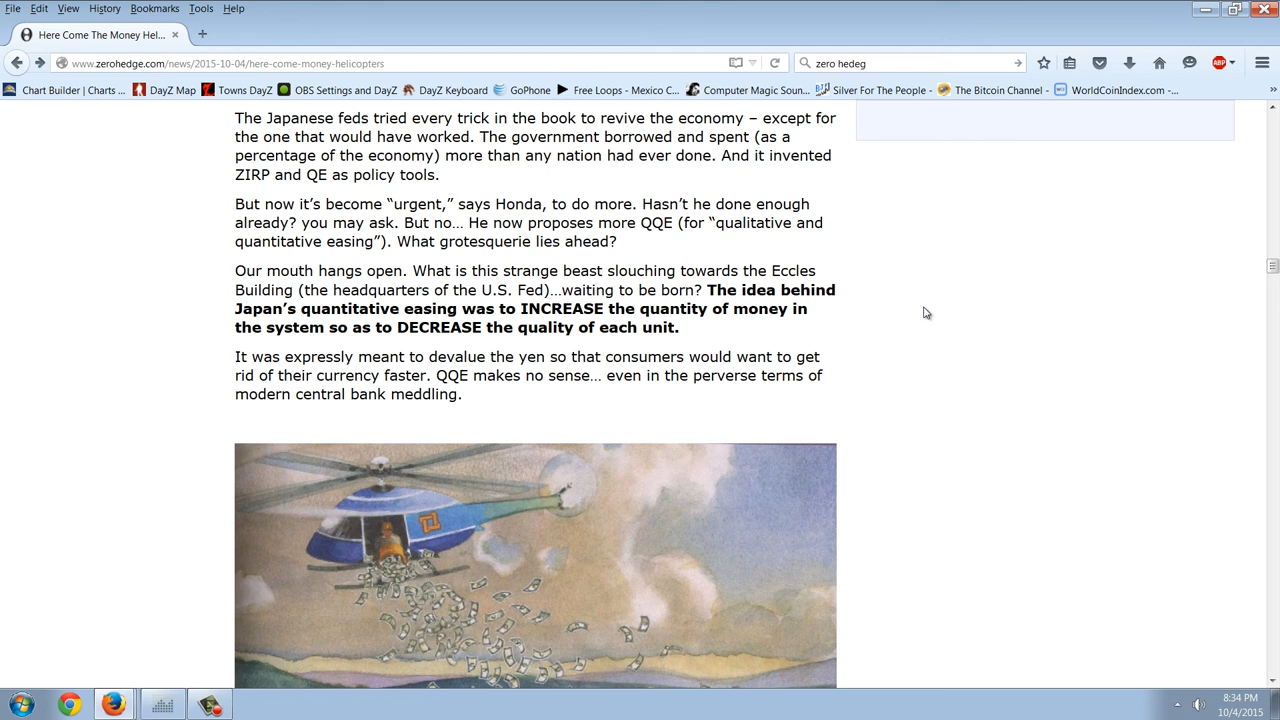 File Edit View History Bookmarks Tools Help
Here Come The Money Hel... ×
www.zerohedge.com/news/2015-10-04/here-come-money-helicopters
zero hedeg
ABP
Chart Builder | Charts ... DayZ Map Towns DayZ OBS Settings and DayZ DayZ Keyboard GoPhone Free Loops - Mexico C... Computer Magic Soun... Silver For The People - ... The Bitcoin Channel - ... WorldCoinIndex.com -... »
The Japanese feds tried every trick in the book to revive the economy – except for
the one that would have worked. The government borrowed and spent (as a
percentage of the economy) more than any nation had ever done. And it invented
ZIRP and QE as policy tools.
But now it's become “urgent,” says Honda, to do more. Hasn't he done enough
already? you may ask. But no… He now proposes more QQE (for “qualitative and
quantitative easing”). What grotesquerie lies ahead?
Our mouth hangs open. What is this strange beast slouching towards the Eccles
Building (the headquarters of the U.S. Fed)…waiting to be born? The idea behind
Japan's quantitative easing was to INCREASE the quantity of money in
the system so as to DECREASE the quality of each unit.
It was expressly meant to devalue the yen so that consumers would want to get
rid of their currency faster. QQE makes no sense… even in the perverse terms of
modern central bank meddling.
8:34 PM
10/4/2015